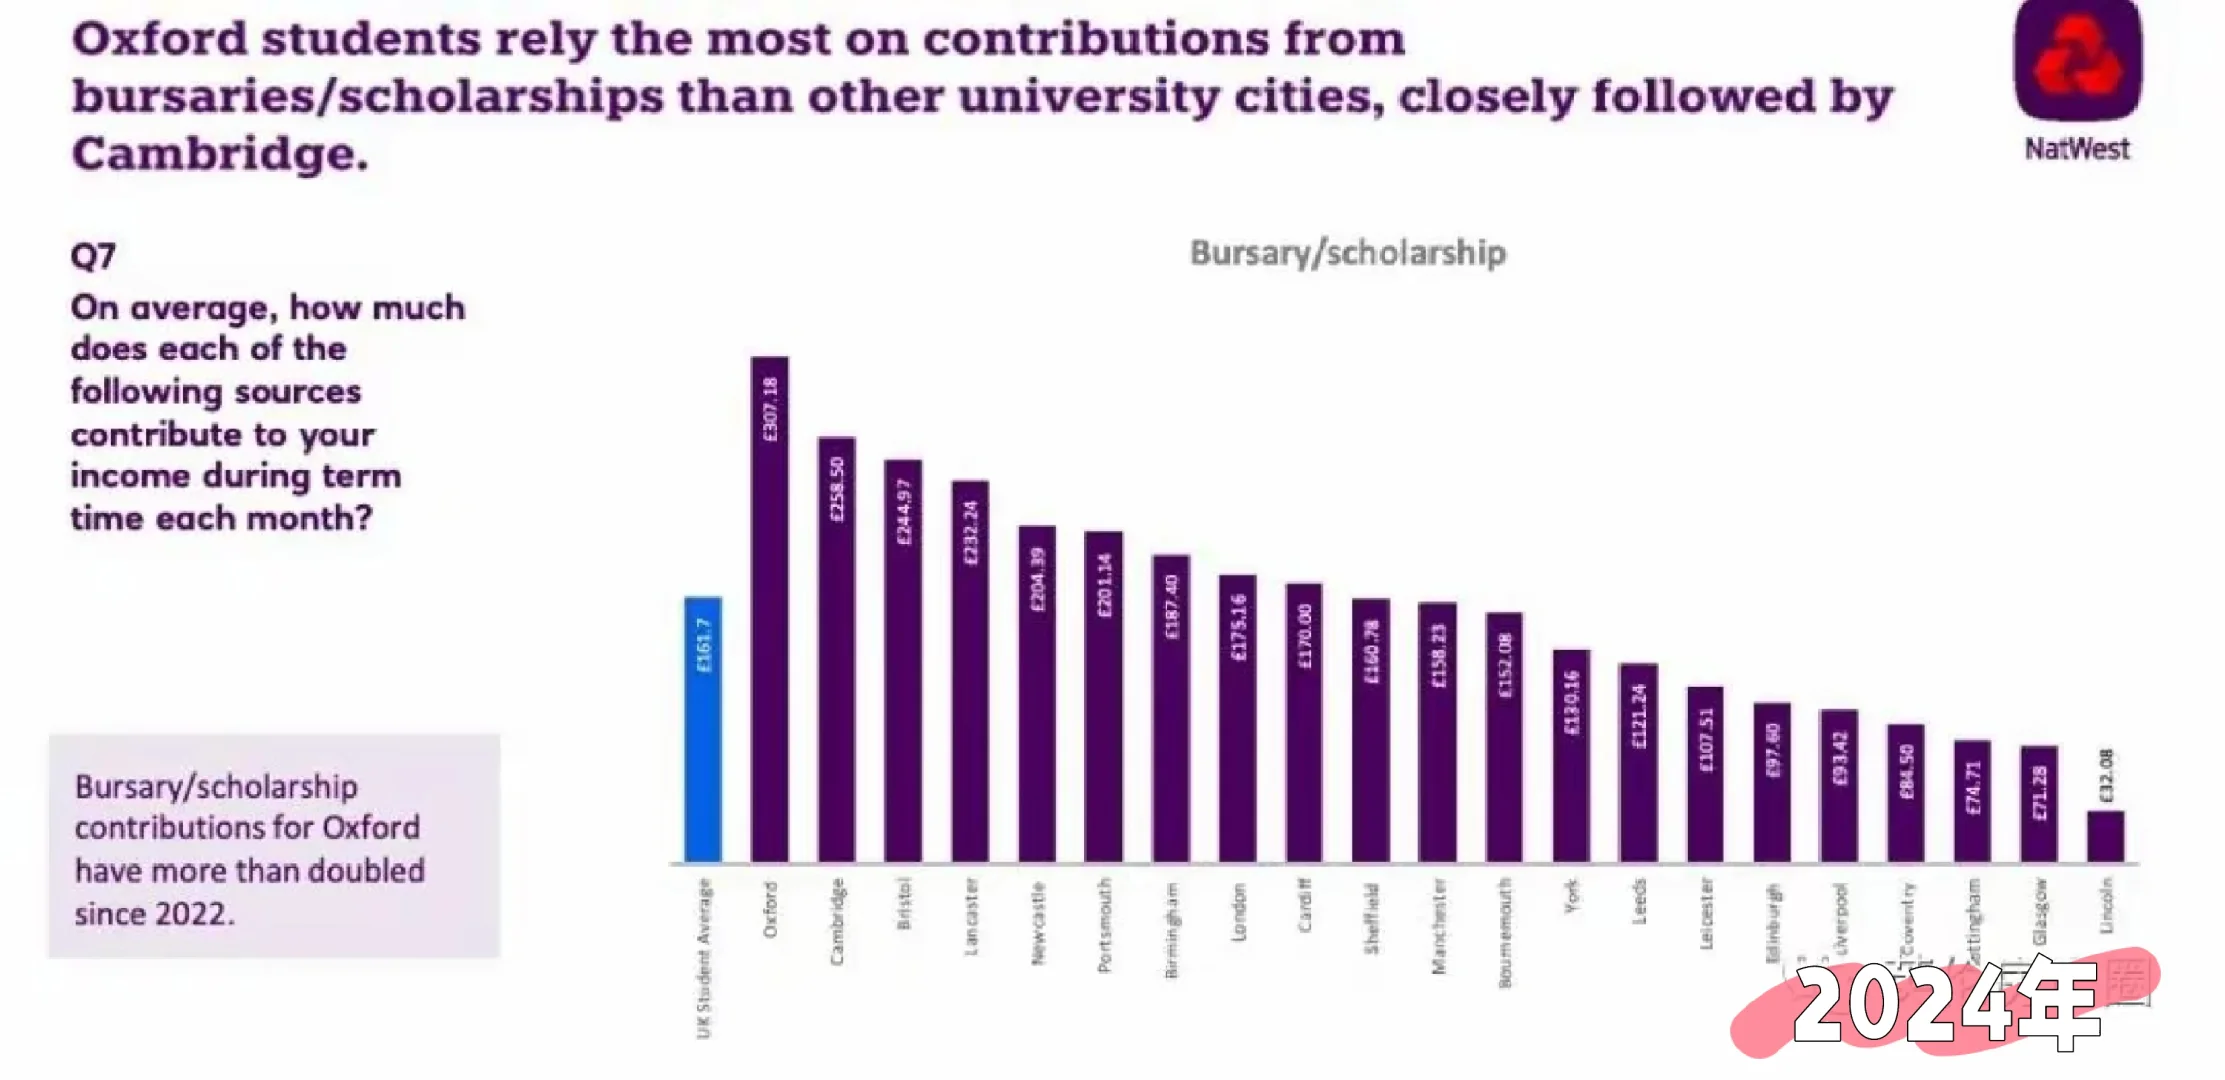 Oxford students rely the most on contributions from
bursaries/scholarships than other university cities, closely followed by
Cambridge.
NatWest
Q7
On average, how much
does each of the
following sources
contribute to your
income during term
time each month?
Bursary/scholarship
contributions for Oxford
have more than doubled
since 2022.
Bursary/scholarship
£161.7
£307.18
£258.50
£244.97
£232.24
£204.39
£201.14
£187.40
£175.16
£170.00
£160.78
£158.23
£152.08
£130.16
£121.24
£107.51
£97.60
£93.42
£84.50
£74.71
£71.28
£32.08
UK Student Average
Oxford
Cambridge
Bristol
Lancaster
Newcastle
Portsmouth
Birmingham
London
Cardiff
Sheffield
Manchester
Bournemouth
York
Leeds
Leicester
Edinburgh
Liverpool
Coventry
ottingham
Glasgow
Lincoln
2024年